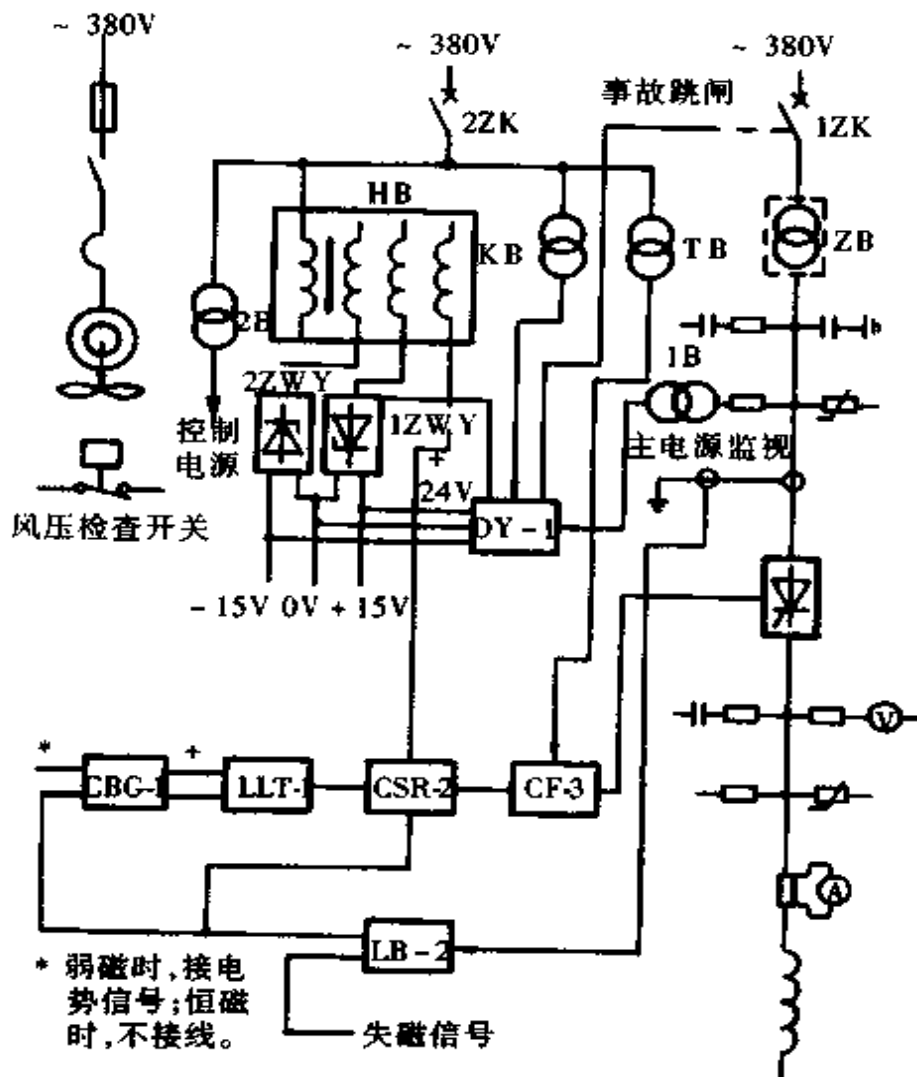 ~ 380V
~ 380V
~ 380V
事故跳闸
2ZK
1ZK
HB
KB
TB
ZB
2B
1B
2ZWY
1ZWY
控制
电源
主电源监视
+
24V
DY-1
风压检查开关
- 15V 0V + 15V
V
*
+
CBG-1
LLT-1
CSR-2
CF-3
A
LB-2
* 弱磁时,接电
势信号;恒磁
时,不接线。
失磁信号